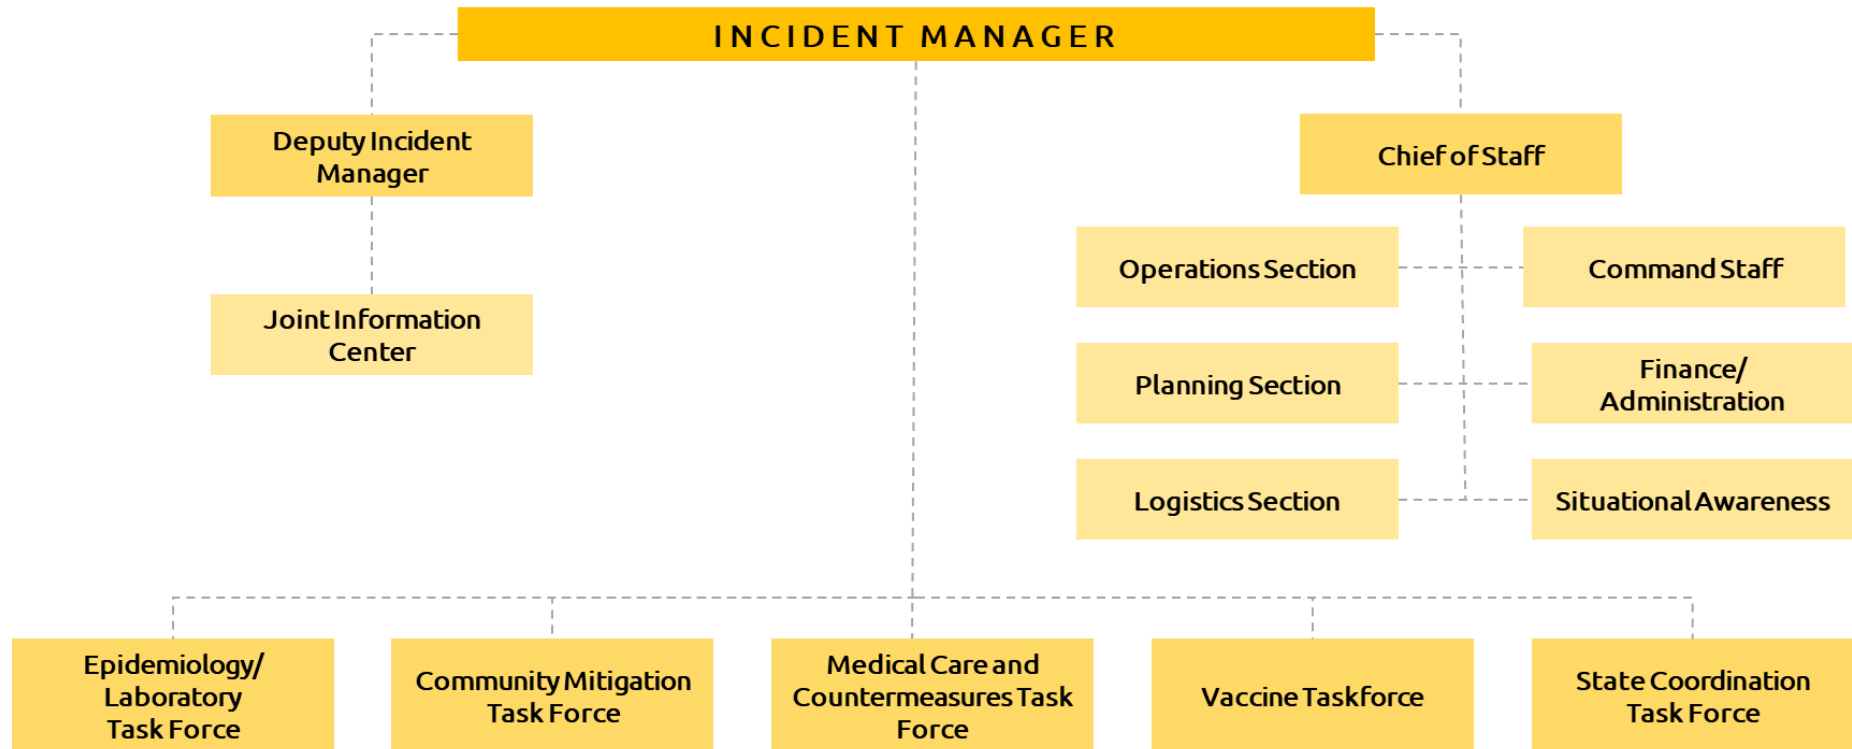 INCIDENT MANAGER
Deputy Incident
Manager
Chief of Staff
Joint Information
Center
Operations Section
Command Staff
Planning Section
Finance/
Administration
Logistics Section
Situational Awareness
Epidemiology/
Laboratory
Task Force
Community Mitigation
Task Force
Medical Care and
Countermeasures Task
Force
Vaccine Taskforce
State Coordination
Task Force